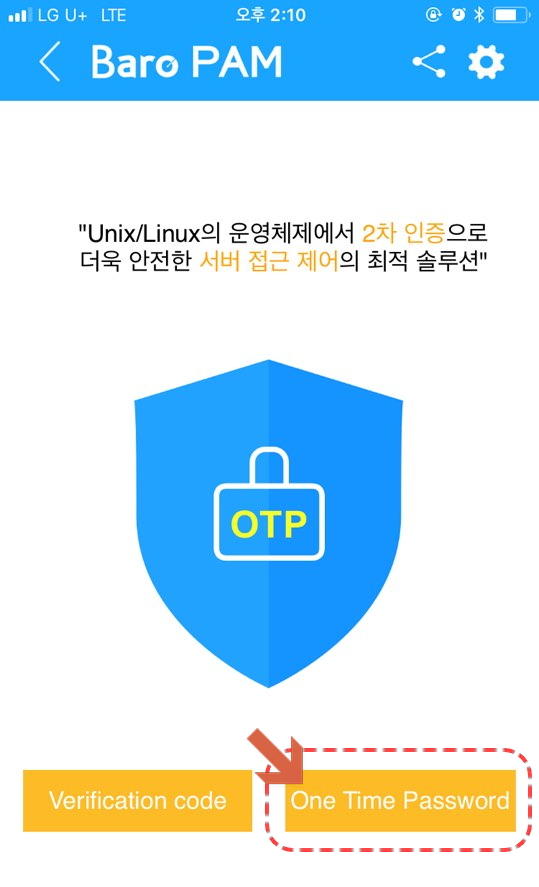 LG U+ LTE 오후 2:10
Baro PAM
"Unix/Linux의 운영체제에서 2차 인증으로
더욱 안전한 서버 접근 제어의 최적 솔루션"
OTP
Verification code
One Time Password